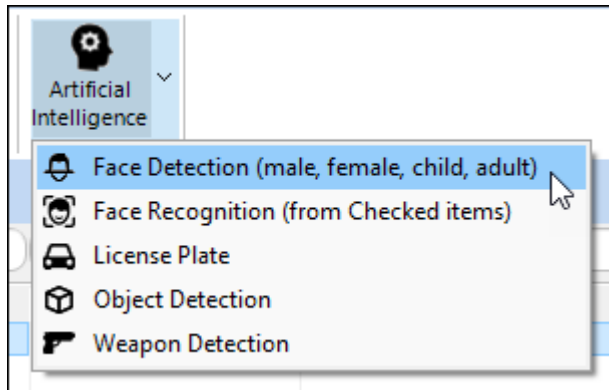 Artificial
Intelligence
Face Detection (male, female, child, adult)
Face Recognition (from Checked items)
License Plate
Object Detection
Weapon Detection